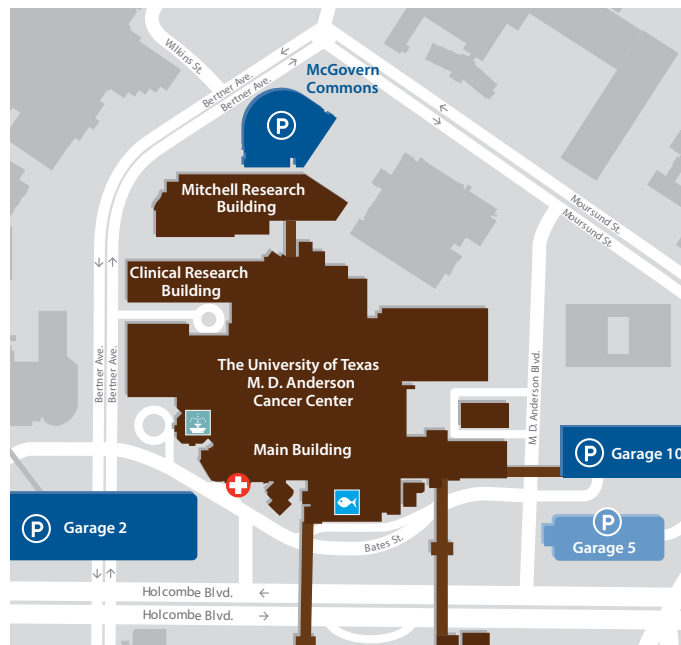 Wilkins St.
Bertner Ave.
Bertner Ave.
McGovern
Commons
P
Mitchell Research
Building
Moursund St.
Moursund St.
Clinical Research
Building
Bertner Ave.
Bertner Ave.
The University of Texas
M. D. Anderson
Cancer Center
M. D. Anderson Blvd.
Main Building
P Garage 10
P Garage 2
P
Garage 5
Bates St.
Holcombe Blvd.
Holcombe Blvd.